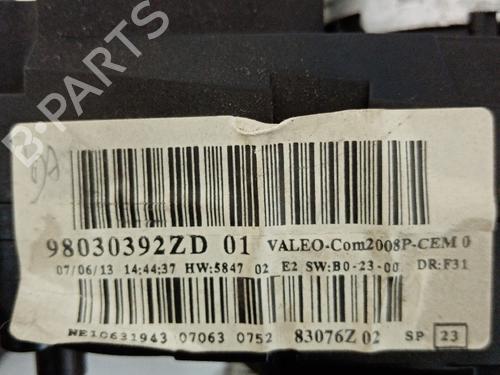 B-PARTS
98030392ZD 01 VALEO-Com2008P-CEM 0
07/06/13 14:44:37 HW:5847 02 E2 SW:B0-23-00 DR:F31
NE10631943 07063 0752 83076Z 02 SP 23